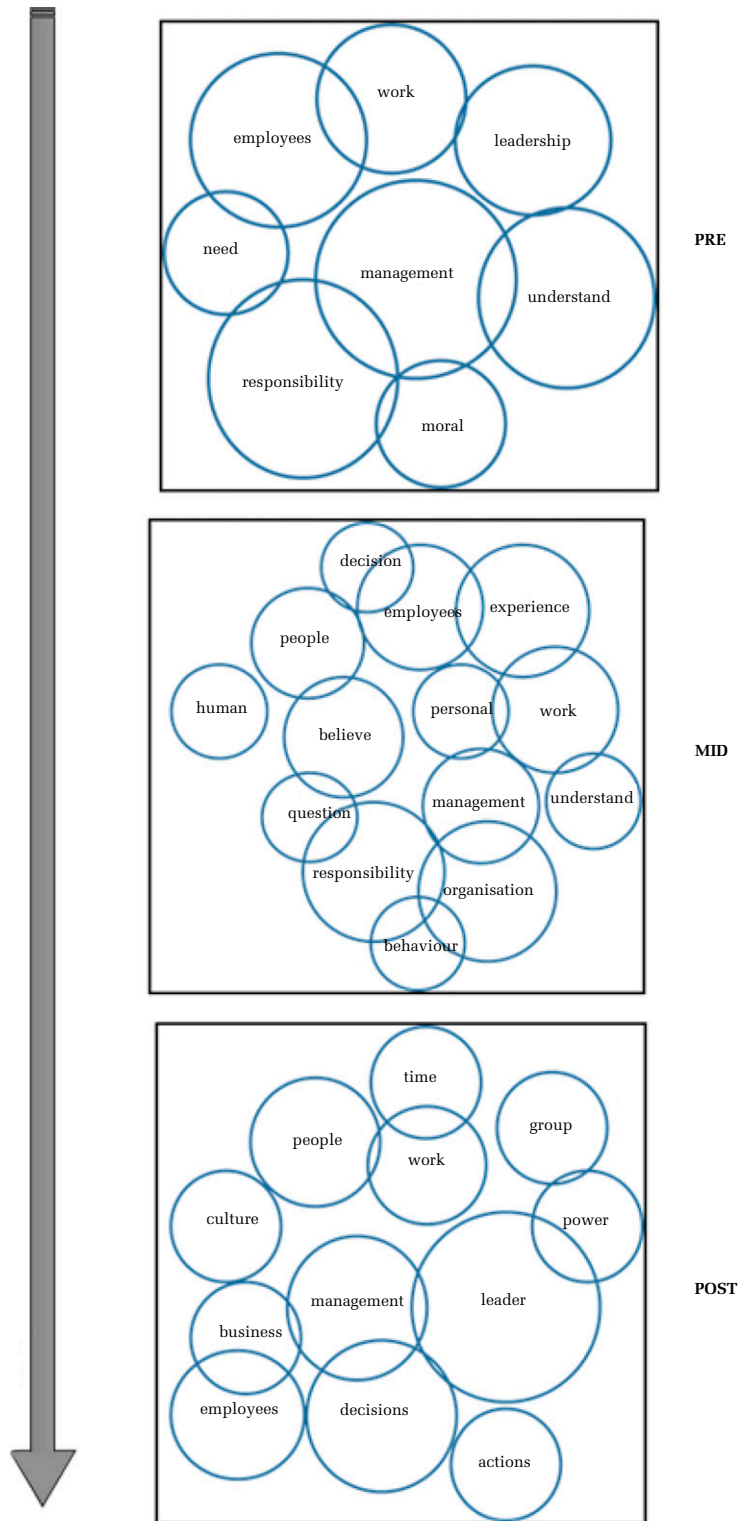 work
employees
leadership
PRE
need
management
understand
responsibility
moral
decision
employees
experience
people
human
personal
work
believe
MID
question
management
understand
responsibility
organisation
behaviour
time
people
group
work
culture
power
management
leader
POST
business
employees
decisions
actions